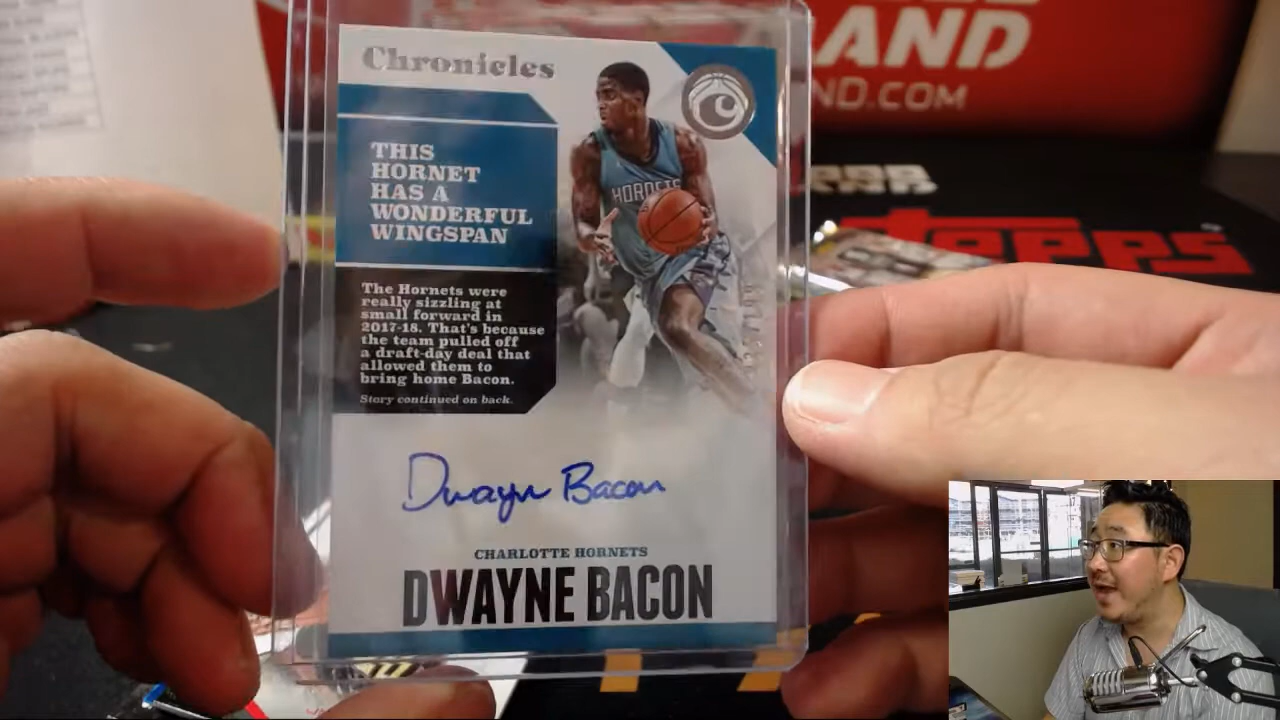 Chronicles
THIS
HORNET
HAS A
WONDERFUL
WINGSPAN
The Hornets were
really sizzling at
small forward in
2017-18. That's because
the team pulled off
a draft-day deal that
allowed them to
bring home Bacon.
Story continued on back.
HORNETS
Dwayn Bacon
CHARLOTTE HORNETS
DWAYNE BACON
AND
ND.COM
topps